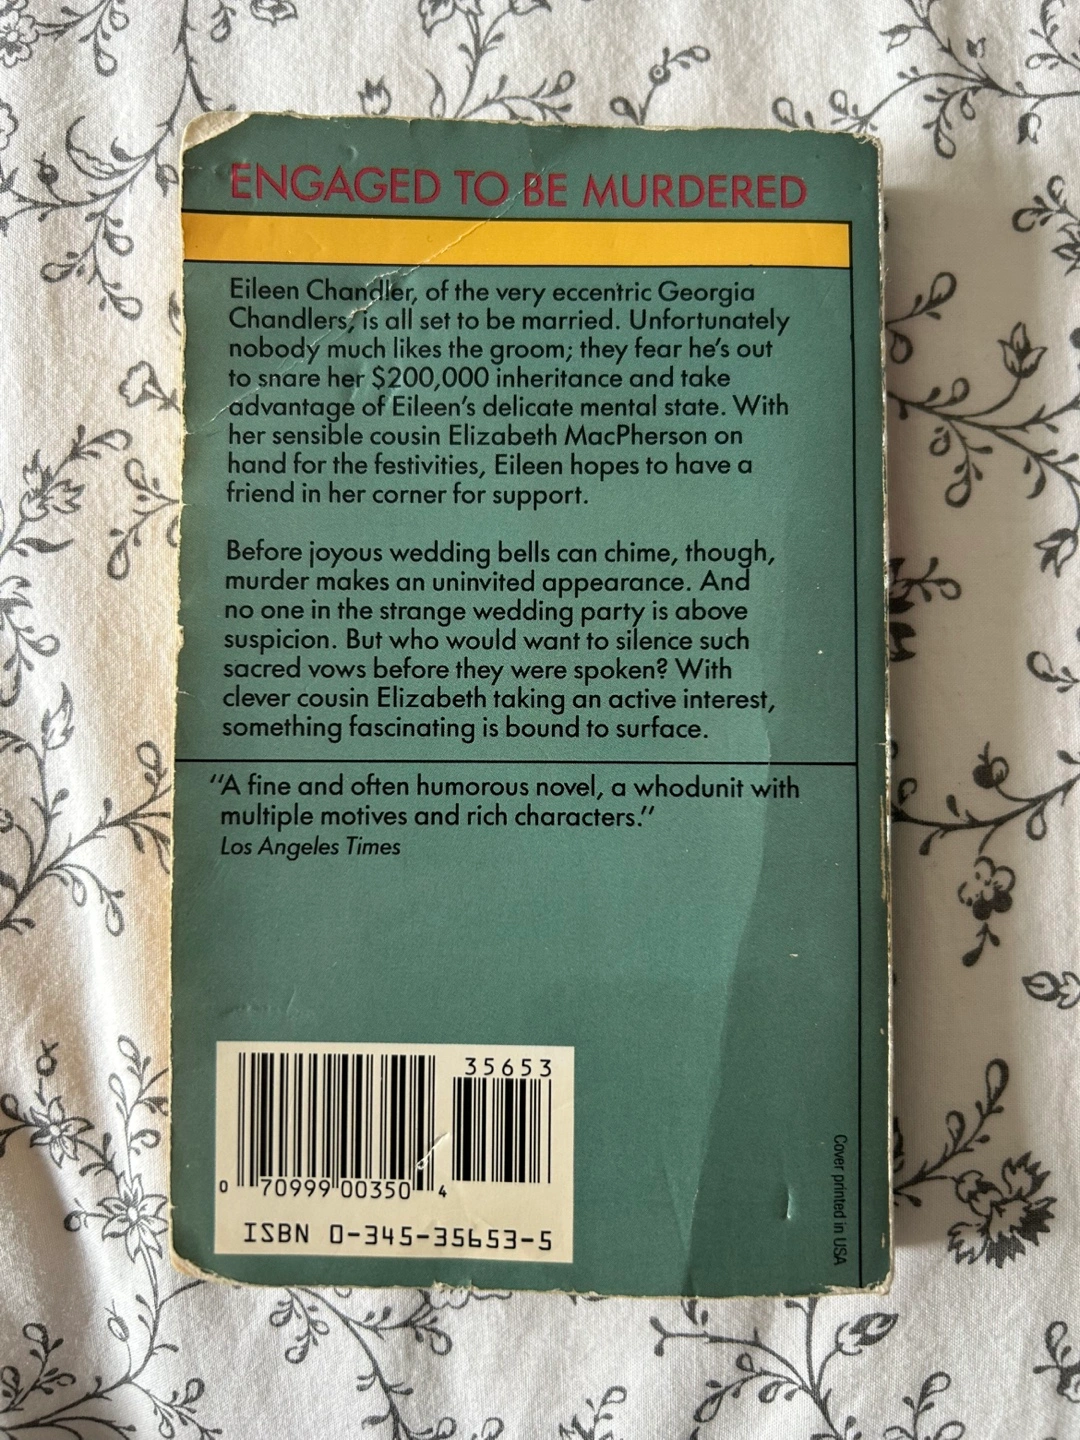 ENGAGED TO BE MURDERED
Eileen Chandler, of the very eccentric Georgia
Chandlers, is all set to be married. Unfortunately
nobody much likes the groom; they fear he's out
to snare her $200,000 inheritance and take
advantage of Eileen's delicate mental state. With
her sensible cousin Elizabeth MacPherson on
hand for the festivities, Eileen hopes to have a
friend in her corner for support.
Before joyous wedding bells can chime, though,
murder makes an uninvited appearance. And
no one in the strange wedding party is above
suspicion. But who would want to silence such
sacred vows before they were spoken? With
clever cousin Elizabeth taking an active interest,
something fascinating is bound to surface.
"A fine and often humorous novel, a whodunit with
multiple motives and rich characters."
Los Angeles Times
35653
0 70999 00350 4
ISBN 0-345-35653-5
Cover printed in USA